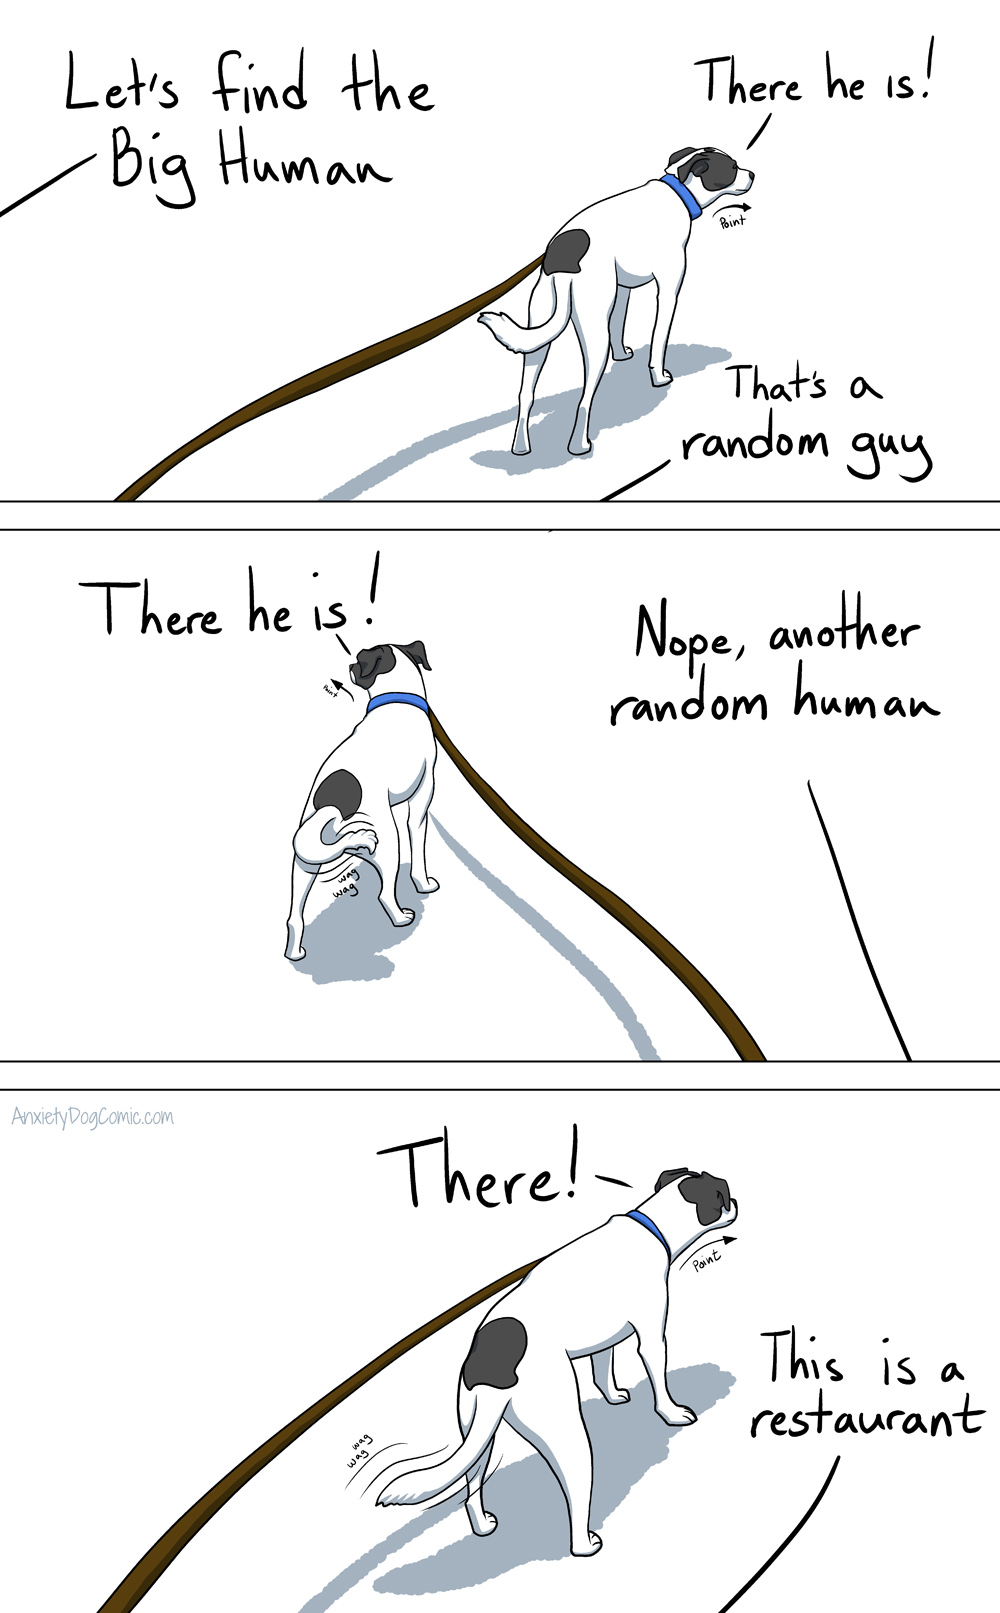 Let's find the
Big Human
There he is!
Point
That's a
random guy
There he is!
Point
Nope, another
random human
wag
wag
AnxietyDogComic.com
There!
Point
This is a
restaurant
wag
wag